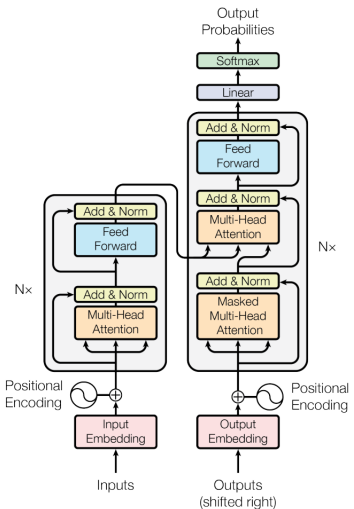 Output
Probabilities
Softmax
Linear
Add & Norm
Feed
Forward
Add & Norm
Multi-Head
Attention
Add & Norm
Masked
Multi-Head
Attention
N×
Positional
Encoding
Output
Embedding
Outputs
(shifted right)
Add & Norm
Feed
Forward
Add & Norm
Multi-Head
Attention
N×
Positional
Encoding
Input
Embedding
Inputs